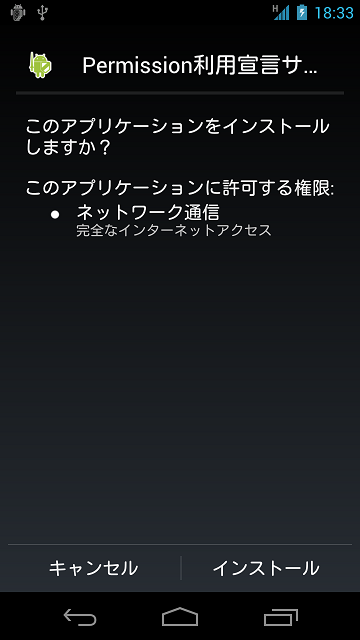 H
18:33
Permission利用宣言サ...
このアプリケーションをインストール
しますか？
このアプリケーションに許可する権限:
● ネットワーク通信
完全なインターネットアクセス
キャンセル
インストール